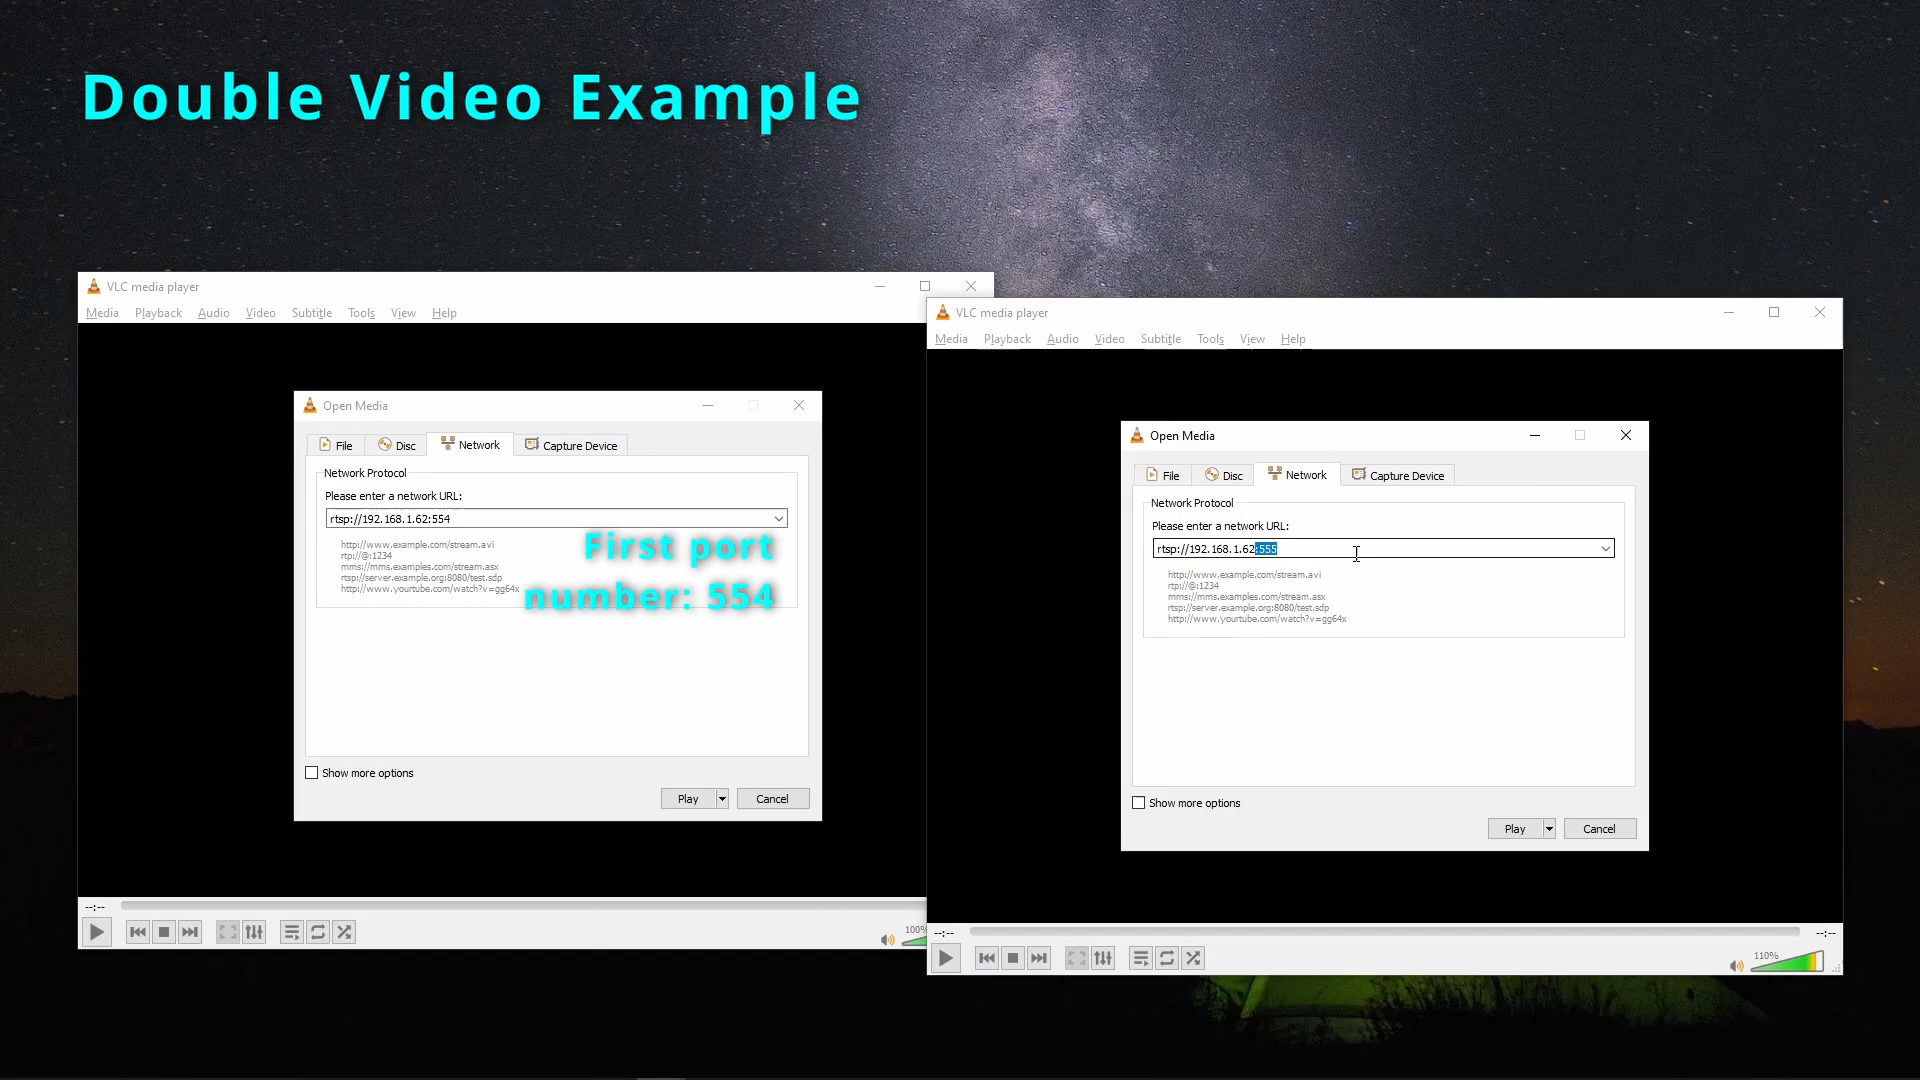 Double Video Example
VLC media player
Media Playback Audio Video Subtitle Tools View Help
Open Media
File Disc Network Capture Device
Network Protocol
Please enter a network URL:
rtsp://192.168.1.62:554
http://www.example.com/stream.avi
rtp://@:1234
mms://mms.examples.com/stream.asx
rtsp://server.example.org:8080/test.sdp
http://www.yourtube.com/watch?v=gg64x
First port
number: 554
Show more options
Play Cancel
--:--
100%
VLC media player
Media Playback Audio Video Subtitle Tools View Help
Open Media
File Disc Network Capture Device
Network Protocol
Please enter a network URL:
rtsp://192.168.1.62:555
http://www.example.com/stream.avi
rtp://@:1234
mms://mms.examples.com/stream.asx
rtsp://server.example.org:8080/test.sdp
http://www.yourtube.com/watch?v=gg64x
Show more options
Play Cancel
--:-- --:--
110%